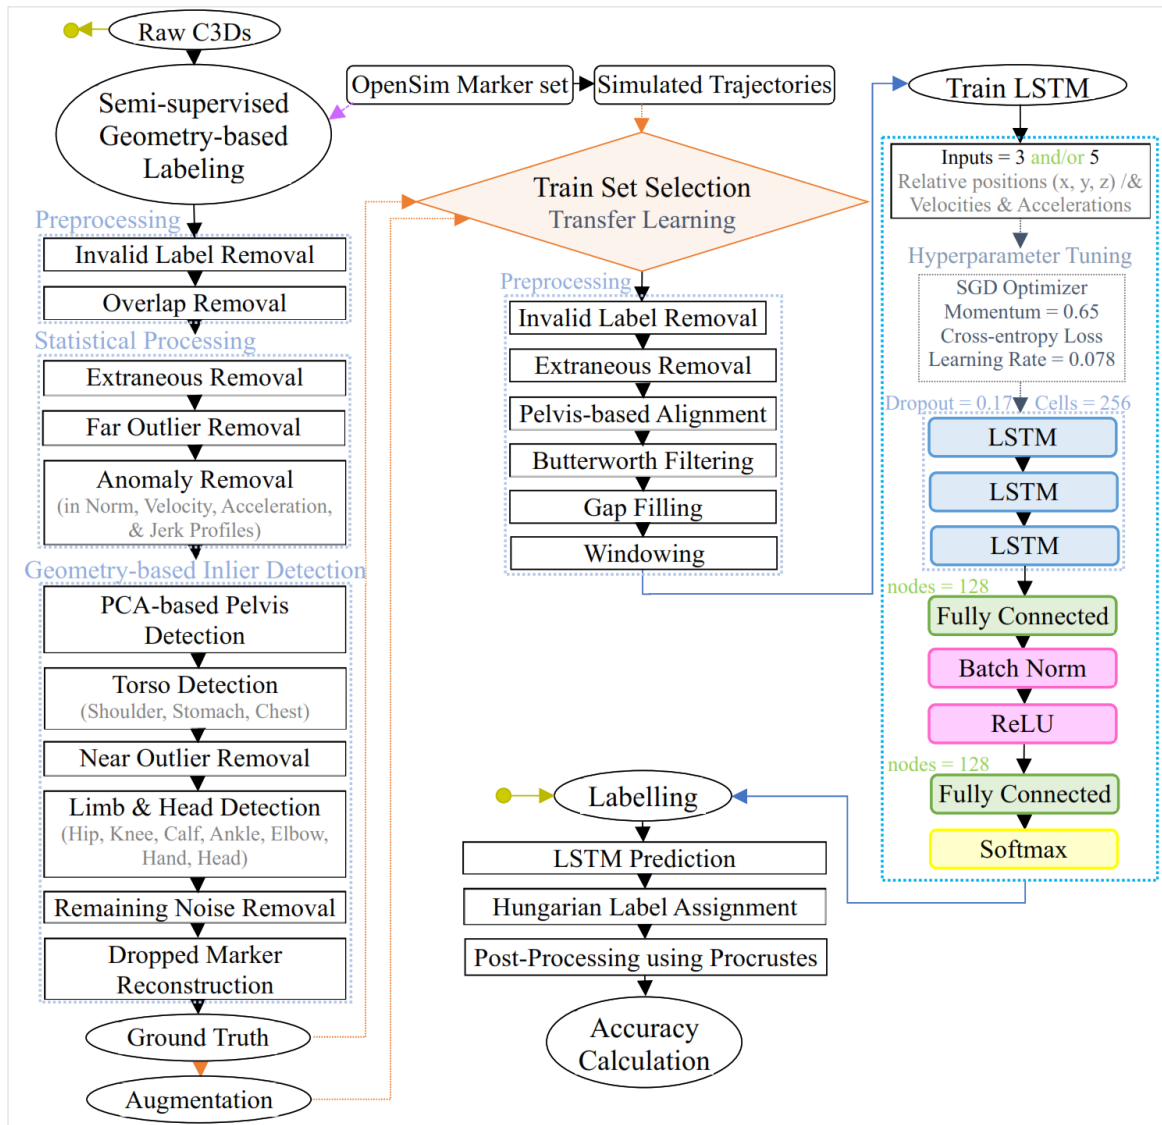 Raw C3Ds
Semi-supervised
Geometry-based
Labeling
Preprocessing
Invalid Label Removal
Overlap Removal
Statistical Processing
Extraneous Removal
Far Outlier Removal
Anomaly Removal
(in Norm, Velocity, Acceleration,
& Jerk Profiles)
Geometry-based Inlier Detection
PCA-based Pelvis
Detection
Torso Detection
(Shoulder, Stomach, Chest)
Near Outlier Removal
Limb & Head Detection
(Hip, Knee, Calf, Ankle, Elbow,
Hand, Head)
Remaining Noise Removal
Dropped Marker
Reconstruction
Ground Truth
Augmentation
OpenSim Marker set
Simulated Trajectories
Train Set Selection
Transfer Learning
Preprocessing
Invalid Label Removal
Extraneous Removal
Pelvis-based Alignment
Butterworth Filtering
Gap Filling
Windowing
Train LSTM
Inputs = 3 and/or 5
Relative positions (x, y, z) /&
Velocities & Accelerations
Hyperparameter Tuning
SGD Optimizer
Momentum = 0.65
Cross-entropy Loss
Learning Rate = 0.078
Dropout = 0.17
Cells = 256
LSTM
LSTM
LSTM
nodes = 128
Fully Connected
Batch Norm
ReLU
nodes = 128
Fully Connected
Softmax
Labelling
LSTM Prediction
Hungarian Label Assignment
Post-Processing using Procrustes
Accuracy
Calculation